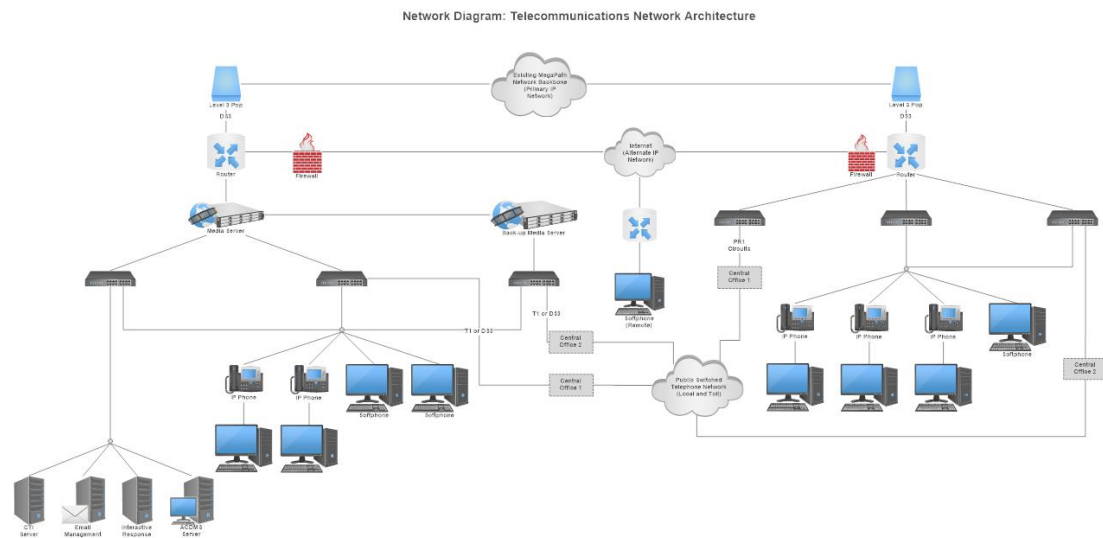 Network Diagram: Telecommunications Network Architecture
Existing MegaPath
Network Backbone
(Primary IP
Network)
Level 3 Pop
Level 3 Pop
DS3
DS3
Internet
(Alternate IP
Network)
Router
Firewall
Firewall
Router
Media Server
Back-up Media Server
PR1
Circuits
Central
Office 1
Softphone
(Remote)
T1 or DS3
T1 or DS3
IP Phone
IP Phone
IP Phone
Softphone
Central
Office 2
Central
Office 2
Central
Office 1
Public Switched
Telephone Network
(Local and Toll)
IP Phone
IP Phone
Softphone
Softphone
CTI
Server
Email
Management
Interactive
Response
ACDMS
Server